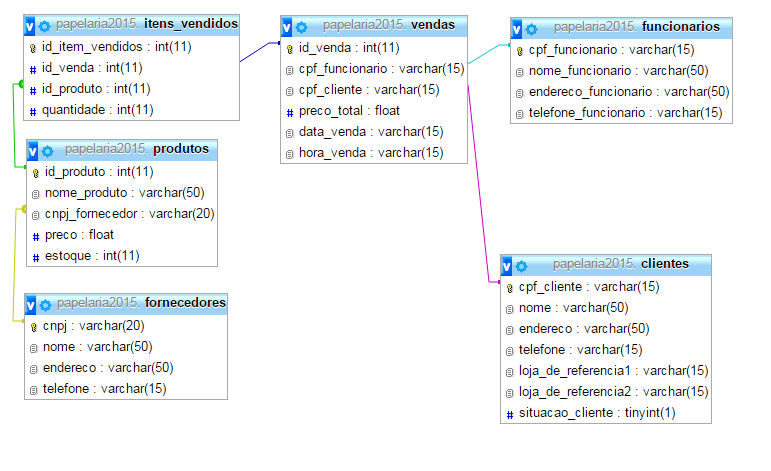 v papelaria2015. itens_vendidos
id_item_vendidos : int(11)
# id_venda : int(11)
# id_produto : int(11)
# quantidade : int(11)
v papelaria2015. produtos
id_produto : int(11)
nome_produto : varchar(50)
cnpj_fornecedor : varchar(20)
# preco : float
# estoque : int(11)
v papelaria2015. fornecedores
cnpj : varchar(20)
nome : varchar(50)
endereco : varchar(50)
telefone : varchar(15)
v papelaria2015. vendas
id_venda : int(11)
cpf_funcionario : varchar(15)
cpf_cliente : varchar(15)
# preco_total : float
data_venda : varchar(15)
hora_venda : varchar(15)
v papelaria2015. funcionarios
cpf_funcionario : varchar(15)
nome_funcionario : varchar(50)
endereco_funcionario : varchar(50)
telefone_funcionario : varchar(15)
v papelaria2015. clientes
cpf_cliente : varchar(15)
nome : varchar(50)
endereco : varchar(50)
telefone : varchar(15)
loja_de_referencia1 : varchar(15)
loja_de_referencia2 : varchar(15)
# situacao_cliente : tinyint(1)